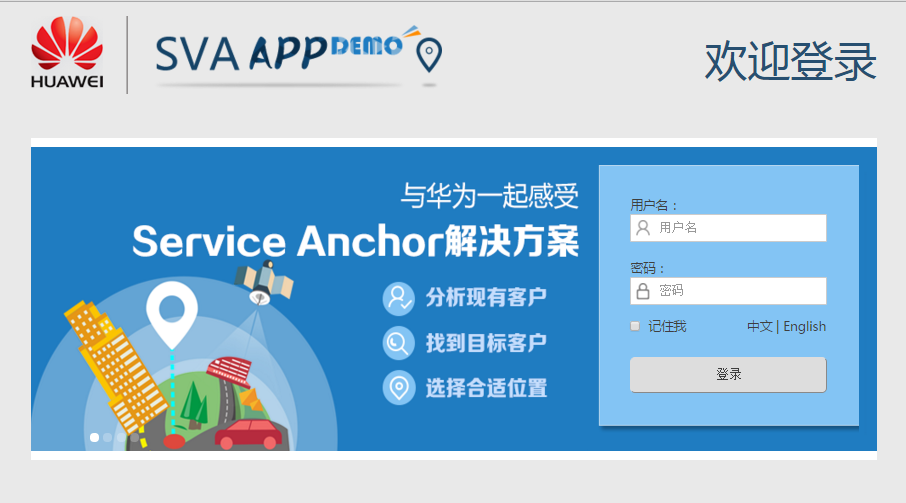 HUAWEI
SVA APP DEMO
欢迎登录
与华为一起感受
Service Anchor解决方案
分析现有客户
找到目标客户
选择合适位置
用户名：
用户名
密码：
密码
记住我
中文 | English
登录